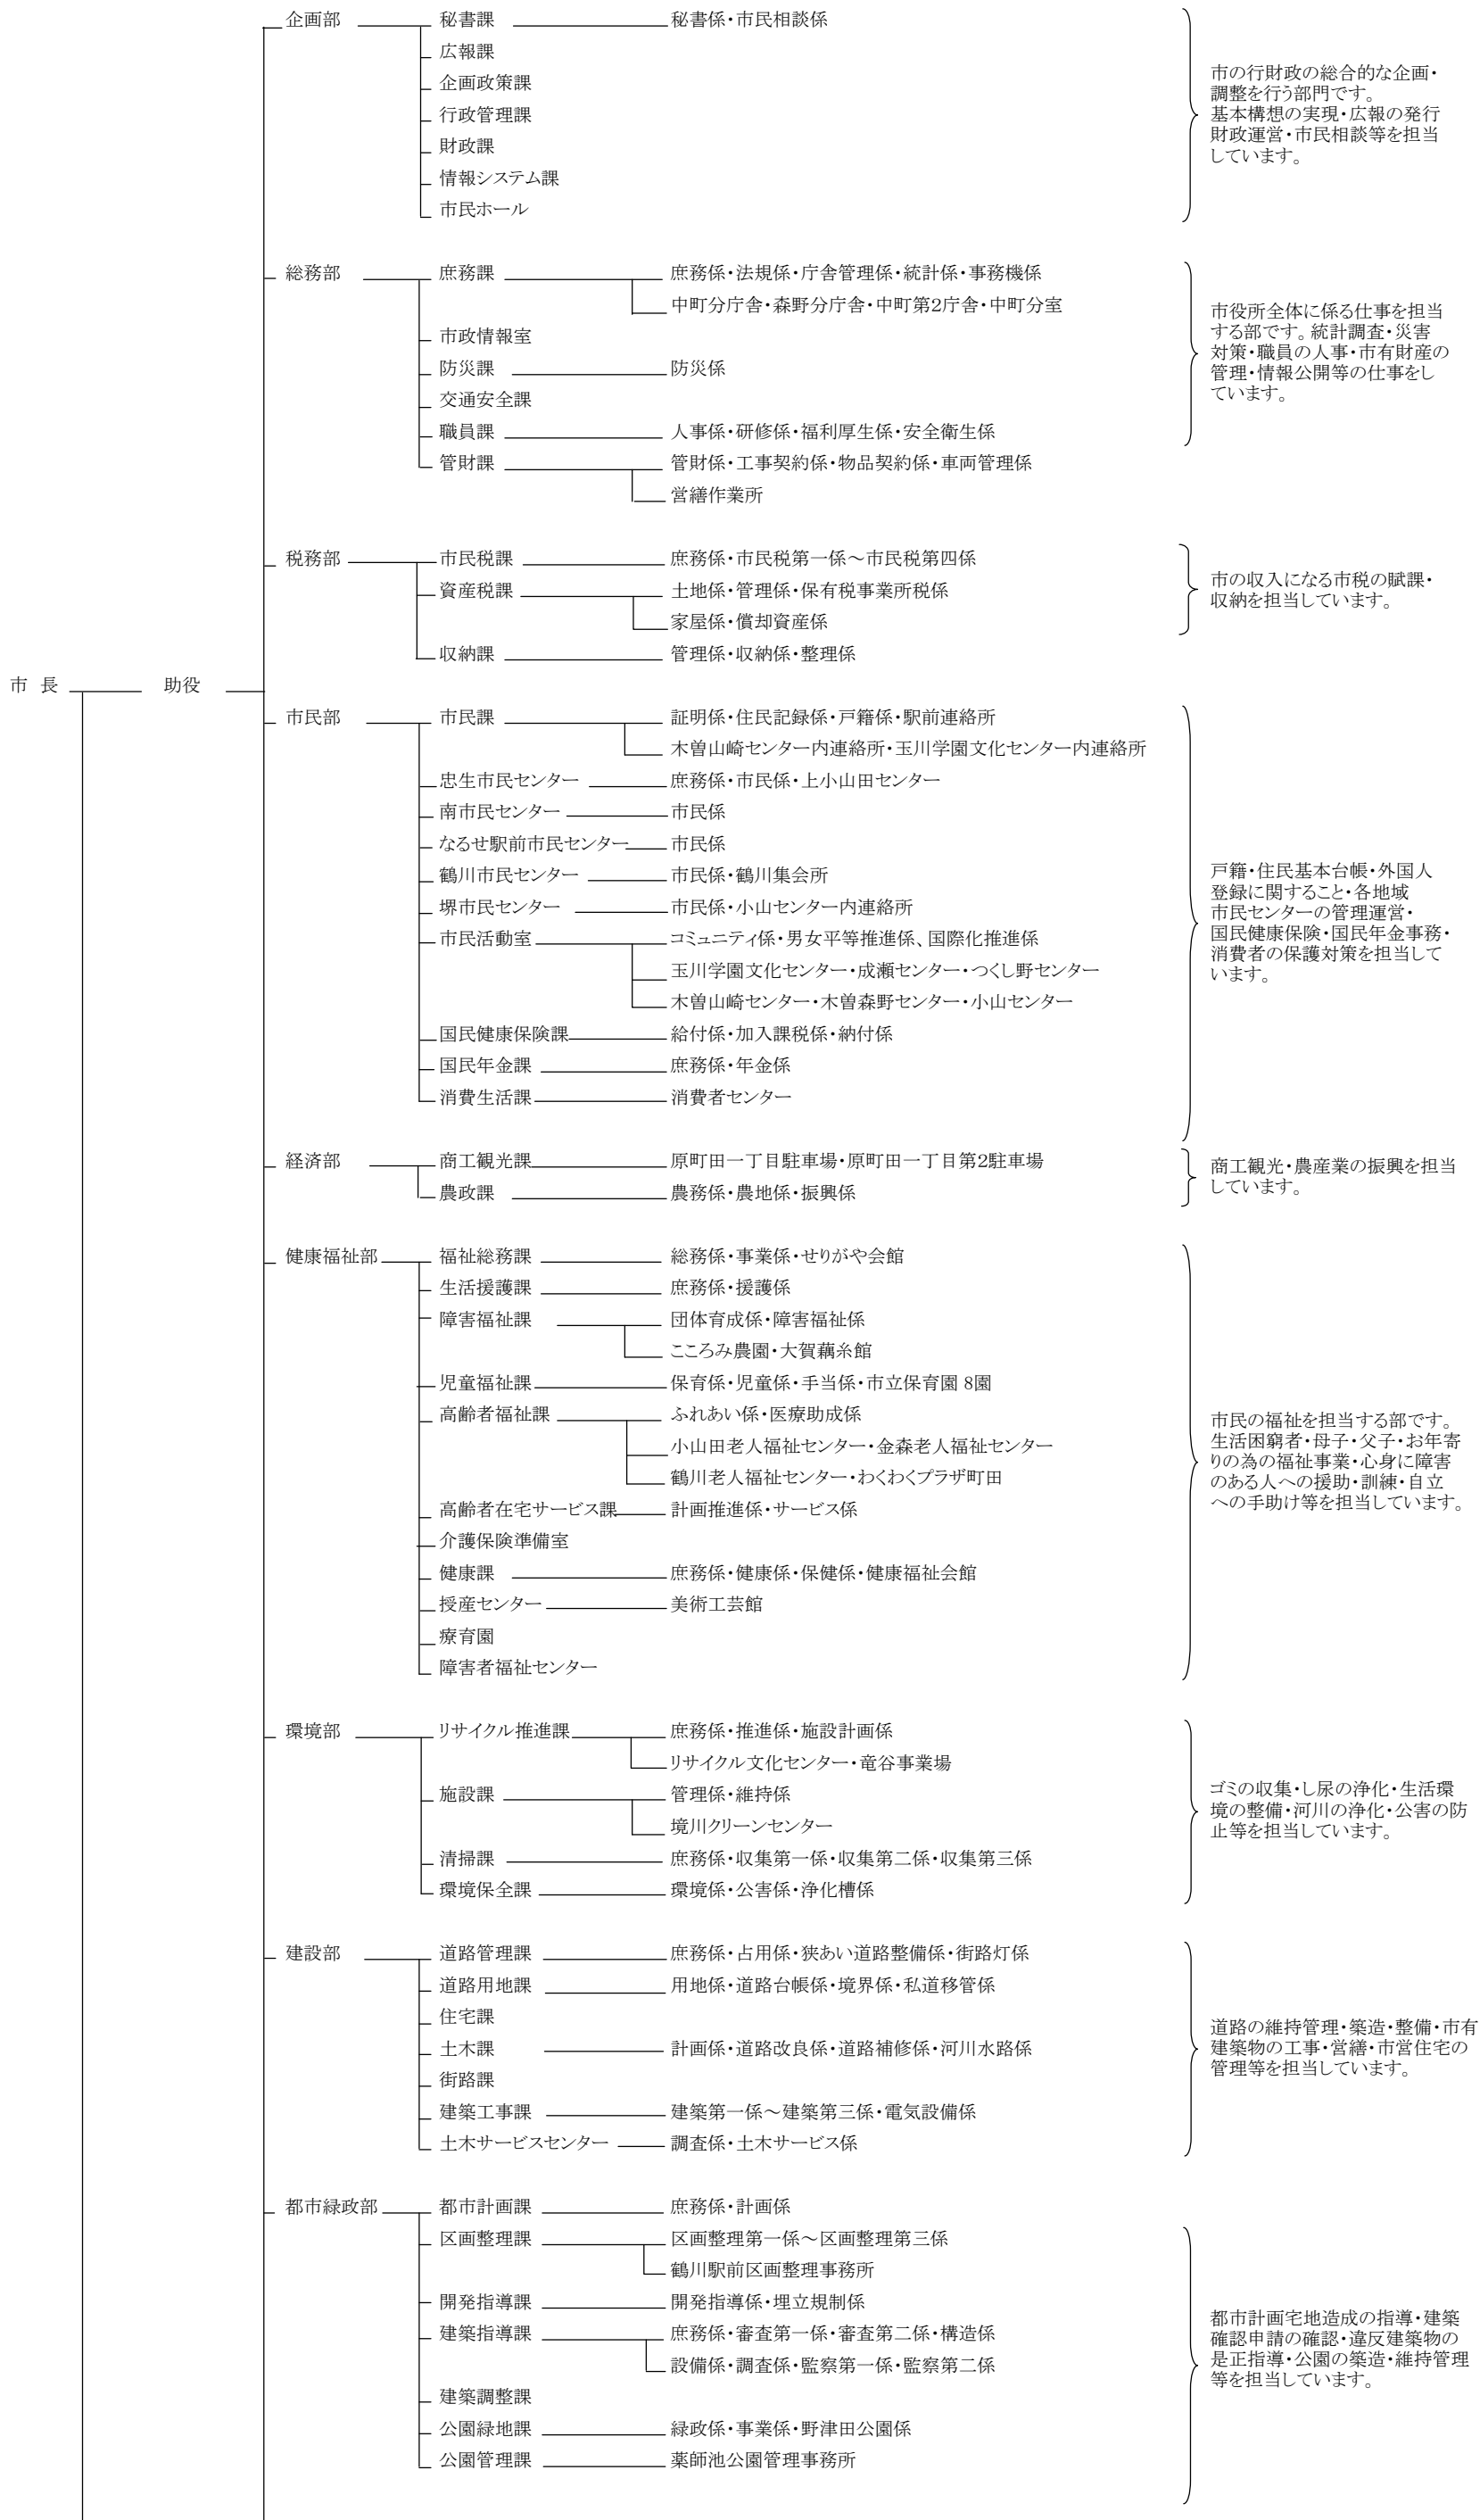 企画部 秘書課 秘書係・市民相談係
広報課
企画政策課
行政管理課
財政課
情報システム課
市民ホール
市の行財政の総合的な企画・
調整を行う部門です。
基本構想の実現・広報の発行
財政運営・市民相談等を担当
しています。
総務部 庶務課 庶務係・法規係・庁舎管理係・統計係・事務機係
中町分庁舎・森野分庁舎・中町第2庁舎・中町分室
市政情報室
防災課 防災係
交通安全課
職員課 人事係・研修係・福利厚生係・安全衛生係
管財課 管財係・工事契約係・物品契約係・車両管理係
営繕作業所
市役所全体に係る仕事を担当
する部です。統計調査・災害
対策・職員の人事・市有財産の
管理・情報公開等の仕事をし
ています。
税務部 市民税課 庶務係・市民税第一係～市民税第四係
資産税課 土地係・管理係・保有税事業所税係
家屋係・償却資産係
収納課 管理係・収納係・整理係
市の収入になる市税の賦課・
収納を担当しています。
市 長 助役
市民部 市民課 証明係・住民記録係・戸籍係・駅前連絡所
木曽山崎センター内連絡所・玉川学園文化センター内連絡所
忠生市民センター 庶務係・市民係・上小山田センター
南市民センター 市民係
なるせ駅前市民センター 市民係
鶴川市民センター 市民係・鶴川集会所
堺市民センター 市民係・小山センター内連絡所
市民活動室 コミュニティ係・男女平等推進係、国際化推進係
玉川学園文化センター・成瀬センター・つくし野センター
木曽山崎センター・木曽森野センター・小山センター
国民健康保険課 給付係・加入課税係・納付係
国民年金課 庶務係・年金係
消費生活課 消費者センター
戸籍・住民基本台帳・外国人
登録に関すること・各地域
市民センターの管理運営・
国民健康保険・国民年金事務・
消費者の保護対策を担当して
います。
経済部 商工観光課 原町田一丁目駐車場・原町田一丁目第2駐車場
農政課 農務係・農地係・振興係
商工観光・農産業の振興を担当
しています。
健康福祉部 福祉総務課 総務係・事業係・せりがや会館
生活援護課 庶務係・援護係
障害福祉課 団体育成係・障害福祉係
こころみ農園・大賀藕糸館
児童福祉課 保育係・児童係・手当係・市立保育園 8園
高齢者福祉課 ふれあい係・医療助成係
小山田老人福祉センター・金森老人福祉センター
鶴川老人福祉センター・わくわくプラザ町田
高齢者在宅サービス課 計画推進係・サービス係
介護保険準備室
健康課 庶務係・健康係・保健係・健康福祉会館
授産センター 美術工芸館
療育園
障害者福祉センター
市民の福祉を担当する部です。
生活困窮者・母子・父子・お年寄
りの為の福祉事業・心身に障害
のある人への援助・訓練・自立
への手助け等を担当しています。
環境部 リサイクル推進課 庶務係・推進係・施設計画係
リサイクル文化センター・竜谷事業場
施設課 管理係・維持係
境川クリーンセンター
清掃課 庶務係・収集第一係・収集第二係・収集第三係
環境保全課 環境係・公害係・浄化槽係
ゴミの収集・し尿の浄化・生活環
境の整備・河川の浄化・公害の防
止等を担当しています。
建設部 道路管理課 庶務係・占用係・狭あい道路整備係・街路灯係
道路用地課 用地係・道路台帳係・境界係・私道移管係
住宅課
土木課 計画係・道路改良係・道路補修係・河川水路係
街路課
建築工事課 建築第一係～建築第三係・電気設備係
土木サービスセンター 調査係・土木サービス係
道路の維持管理・築造・整備・市有
建築物の工事・営繕・市営住宅の
管理等を担当しています。
都市緑政部 都市計画課 庶務係・計画係
区画整理課 区画整理第一係～区画整理第三係
鶴川駅前区画整理事務所
開発指導課 開発指導係・埋立規制係
建築指導課 庶務係・審査第一係・審査第二係・構造係
設備係・調査係・監察第一係・監察第二係
建築調整課
公園緑地課 緑政係・事業係・野津田公園係
公園管理課 薬師池公園管理事務所
都市計画宅地造成の指導・建築
確認申請の確認・違反建築物の
是正指導・公園の築造・維持管理
等を担当しています。